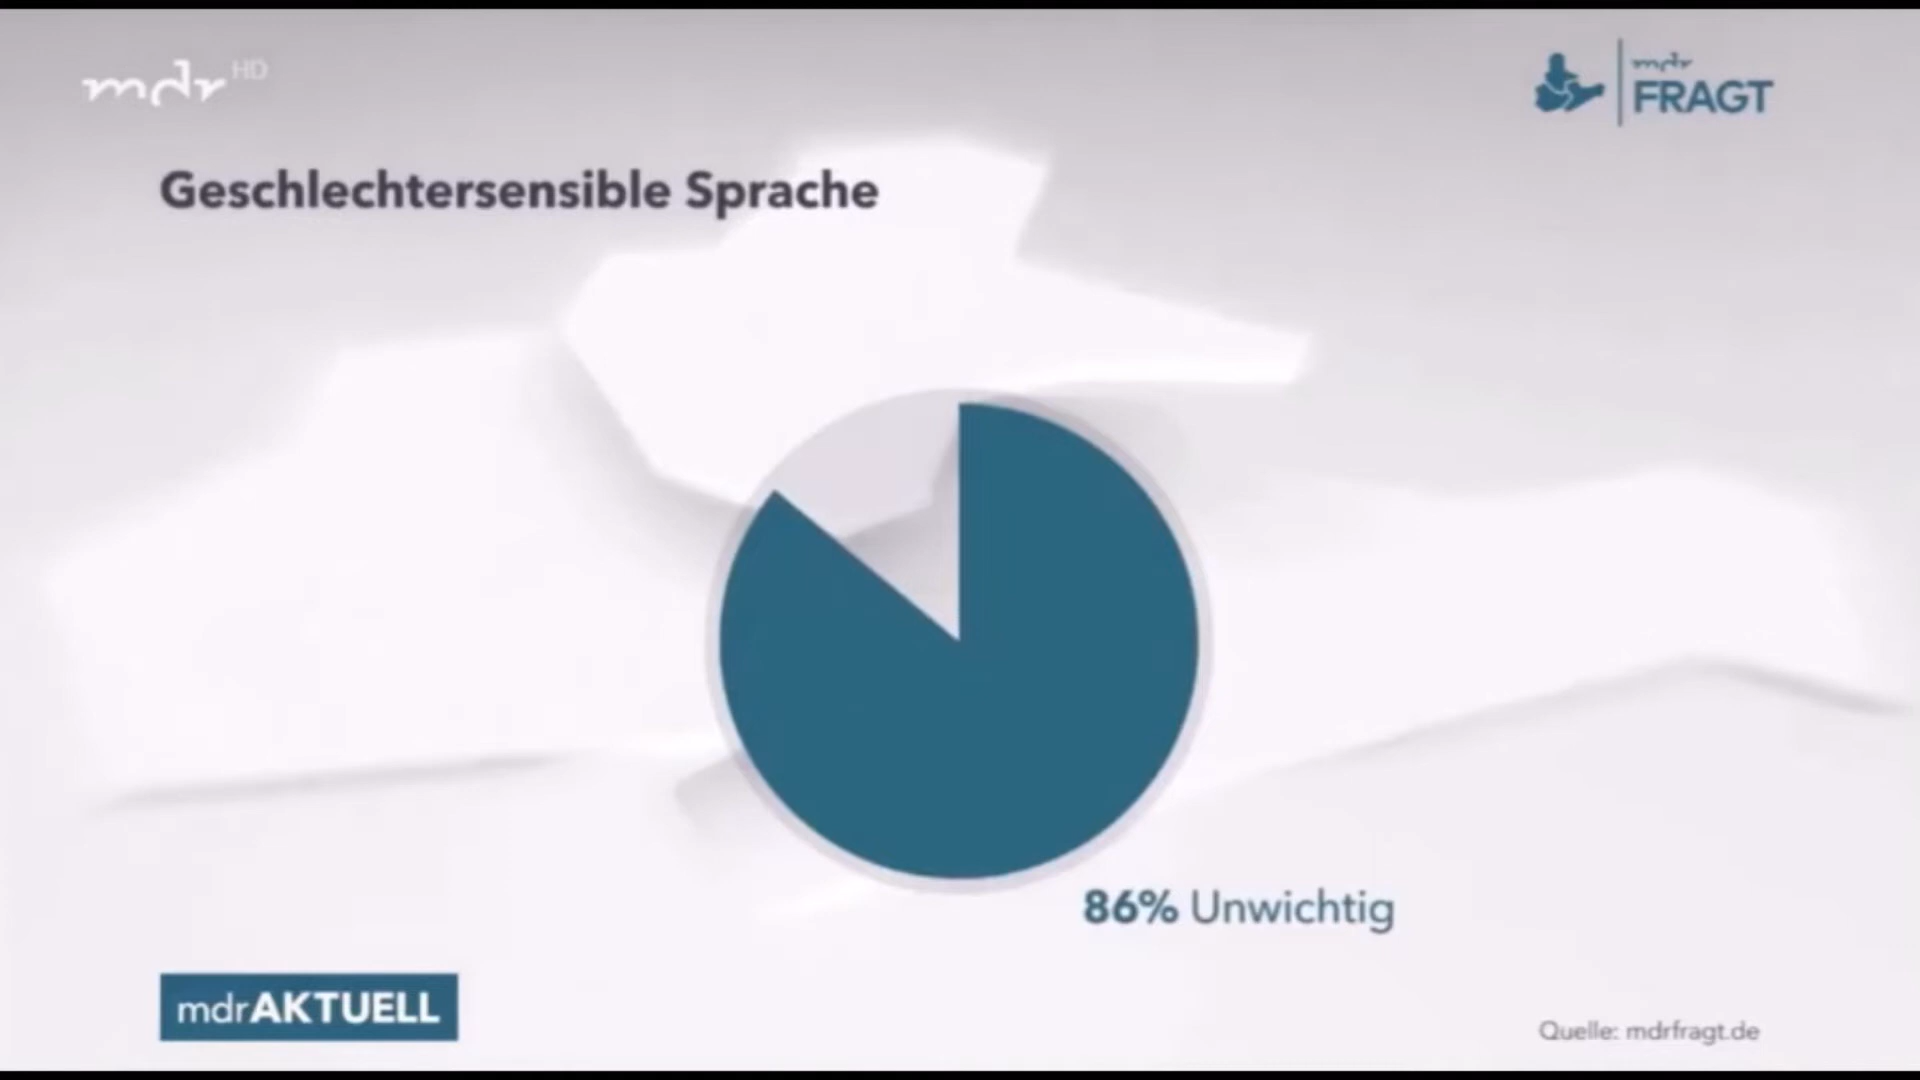 mdr HD
mdr
FRAGT
Geschlechtersensible Sprache
86% Unwichtig
mdrAKTUELL
Quelle: mdrfragt.de